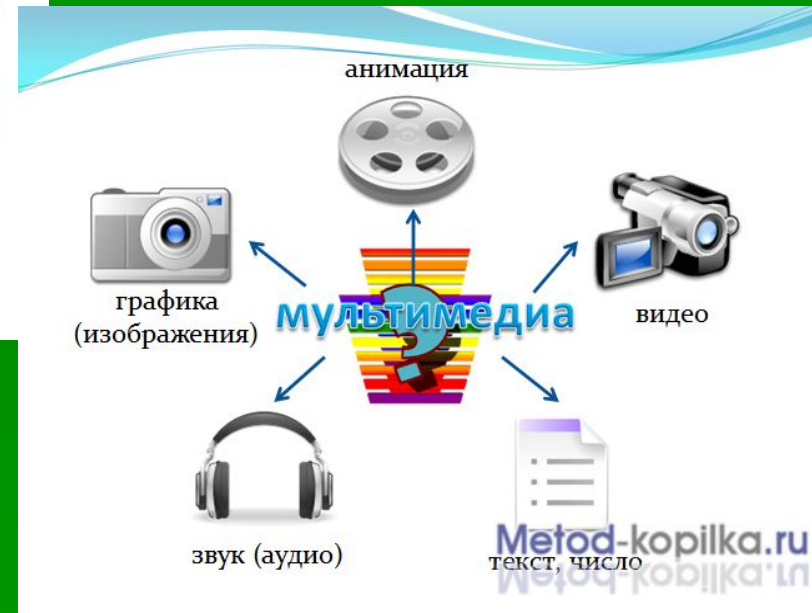 анимация
графика
(изображения)
мультимедиа
видео
звук (аудио)
текст, число
Metod-kopilka.ru